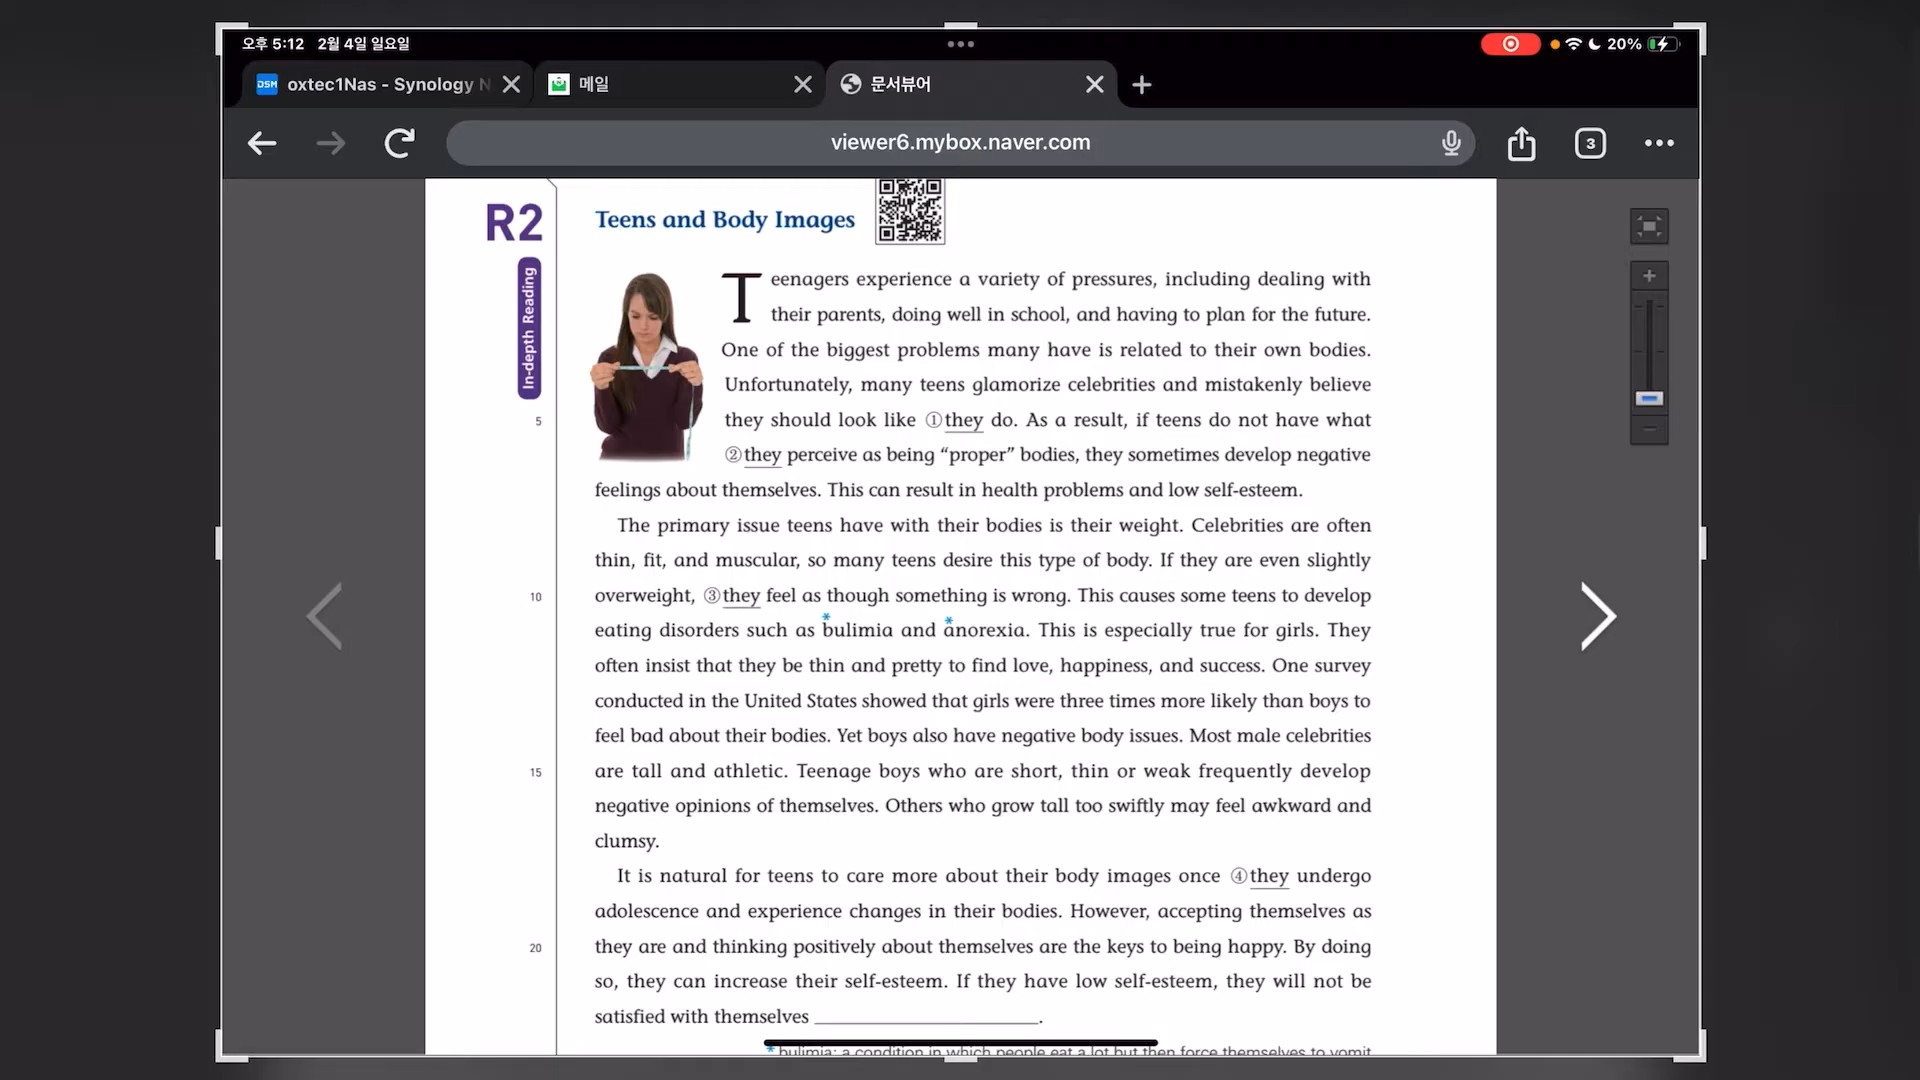 오후 5:12 2월 4일 일요일
20%
DSM oxtec1Nas - Synology N
메일
문서뷰어
viewer6.mybox.naver.com
3
R2
Teens and Body Images
In-depth Reading
Teenagers experience a variety of pressures, including dealing with
their parents, doing well in school, and having to plan for the future.
One of the biggest problems many have is related to their own bodies.
Unfortunately, many teens glamorize celebrities and mistakenly believe
5 they should look like ①they do. As a result, if teens do not have what
②they perceive as being “proper” bodies, they sometimes develop negative
feelings about themselves. This can result in health problems and low self-esteem.
The primary issue teens have with their bodies is their weight. Celebrities are often
thin, fit, and muscular, so many teens desire this type of body. If they are even slightly
10 overweight, ③they feel as though something is wrong. This causes some teens to develop
eating disorders such as *bulimia and *anorexia. This is especially true for girls. They
often insist that they be thin and pretty to find love, happiness, and success. One survey
conducted in the United States showed that girls were three times more likely than boys to
feel bad about their bodies. Yet boys also have negative body issues. Most male celebrities
15 are tall and athletic. Teenage boys who are short, thin or weak frequently develop
negative opinions of themselves. Others who grow tall too swiftly may feel awkward and
clumsy.
It is natural for teens to care more about their body images once ④they undergo
adolescence and experience changes in their bodies. However, accepting themselves as
20 they are and thinking positively about themselves are the keys to being happy. By doing
so, they can increase their self-esteem. If they have low self-esteem, they will not be
satisfied with themselves ____________________.
* bulimia: a condition in which people eat a lot but then force themselves to vomit